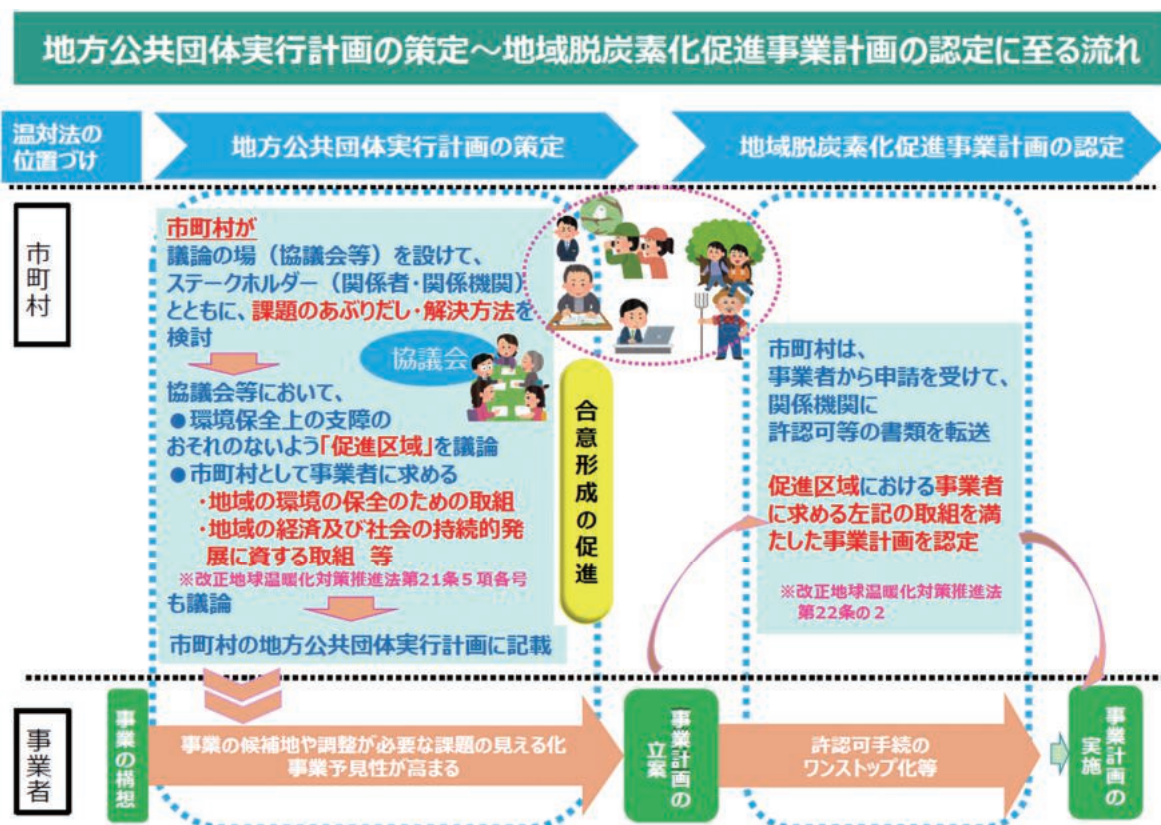 地方公共団体実行計画の策定～地域脱炭素化促進事業計画の認定に至る流れ
温対法の
位置づけ
地方公共団体実行計画の策定
地域脱炭素化促進事業計画の認定
市町村
市町村が
議論の場（協議会等）を設けて、
ステークホルダー（関係者・関係機関）
とともに、課題のあぶりだし・解決方法を
検討
協議会
協議会等において、
●環境保全上の支障の
おそれのないよう「促進区域」を議論
●市町村として事業者に求める
・地域の環境の保全のための取組
・地域の経済及び社会の持続的発
展に資する取組 等
※改正地球温暖化対策推進法第21条５項各号
も議論
市町村の地方公共団体実行計画に記載
合意形成の促進
市町村は、
事業者から申請を受けて、
関係機関に
許認可等の書類を転送
促進区域における事業者
に求める左記の取組を満
たした事業計画を認定
※改正地球温暖化対策推進法
第22条の２
事業者
事業の構想
事業の候補地や調整が必要な課題の見える化
事業予見性が高まる
事業計画の
立案
許認可手続の
ワンストップ化等
事業計画の
実施